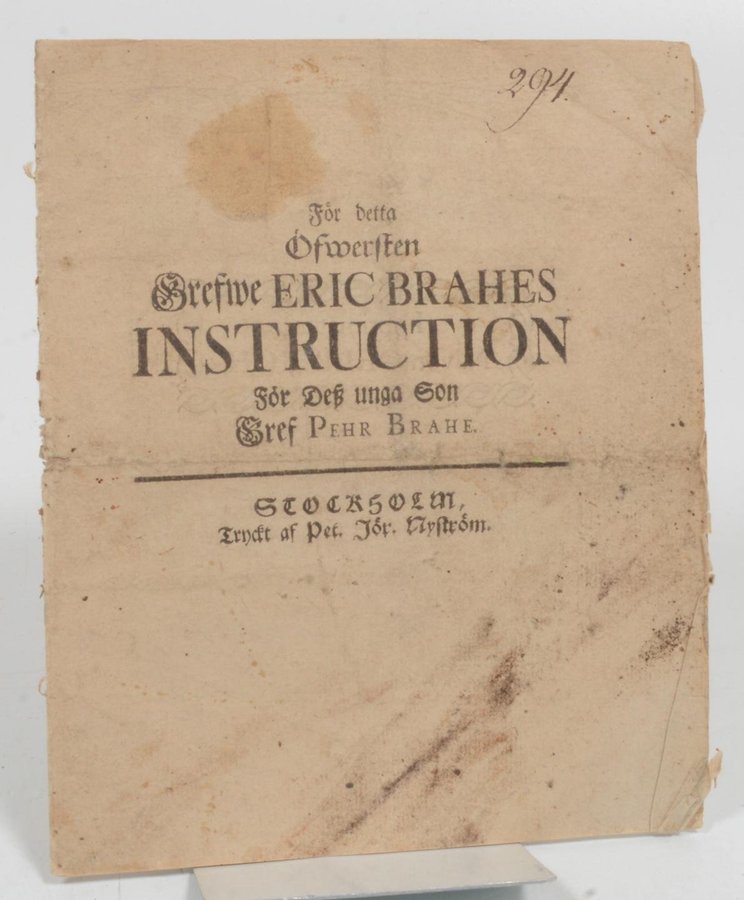 294.
För detta
Öfwersten
Grefwe ERIC BRAHES
INSTRUCTION
För Deß unga Son
Gref PEHR BRAHE.
STOCKHOLM,
Tryckt af Pet. Jör. Nyström.